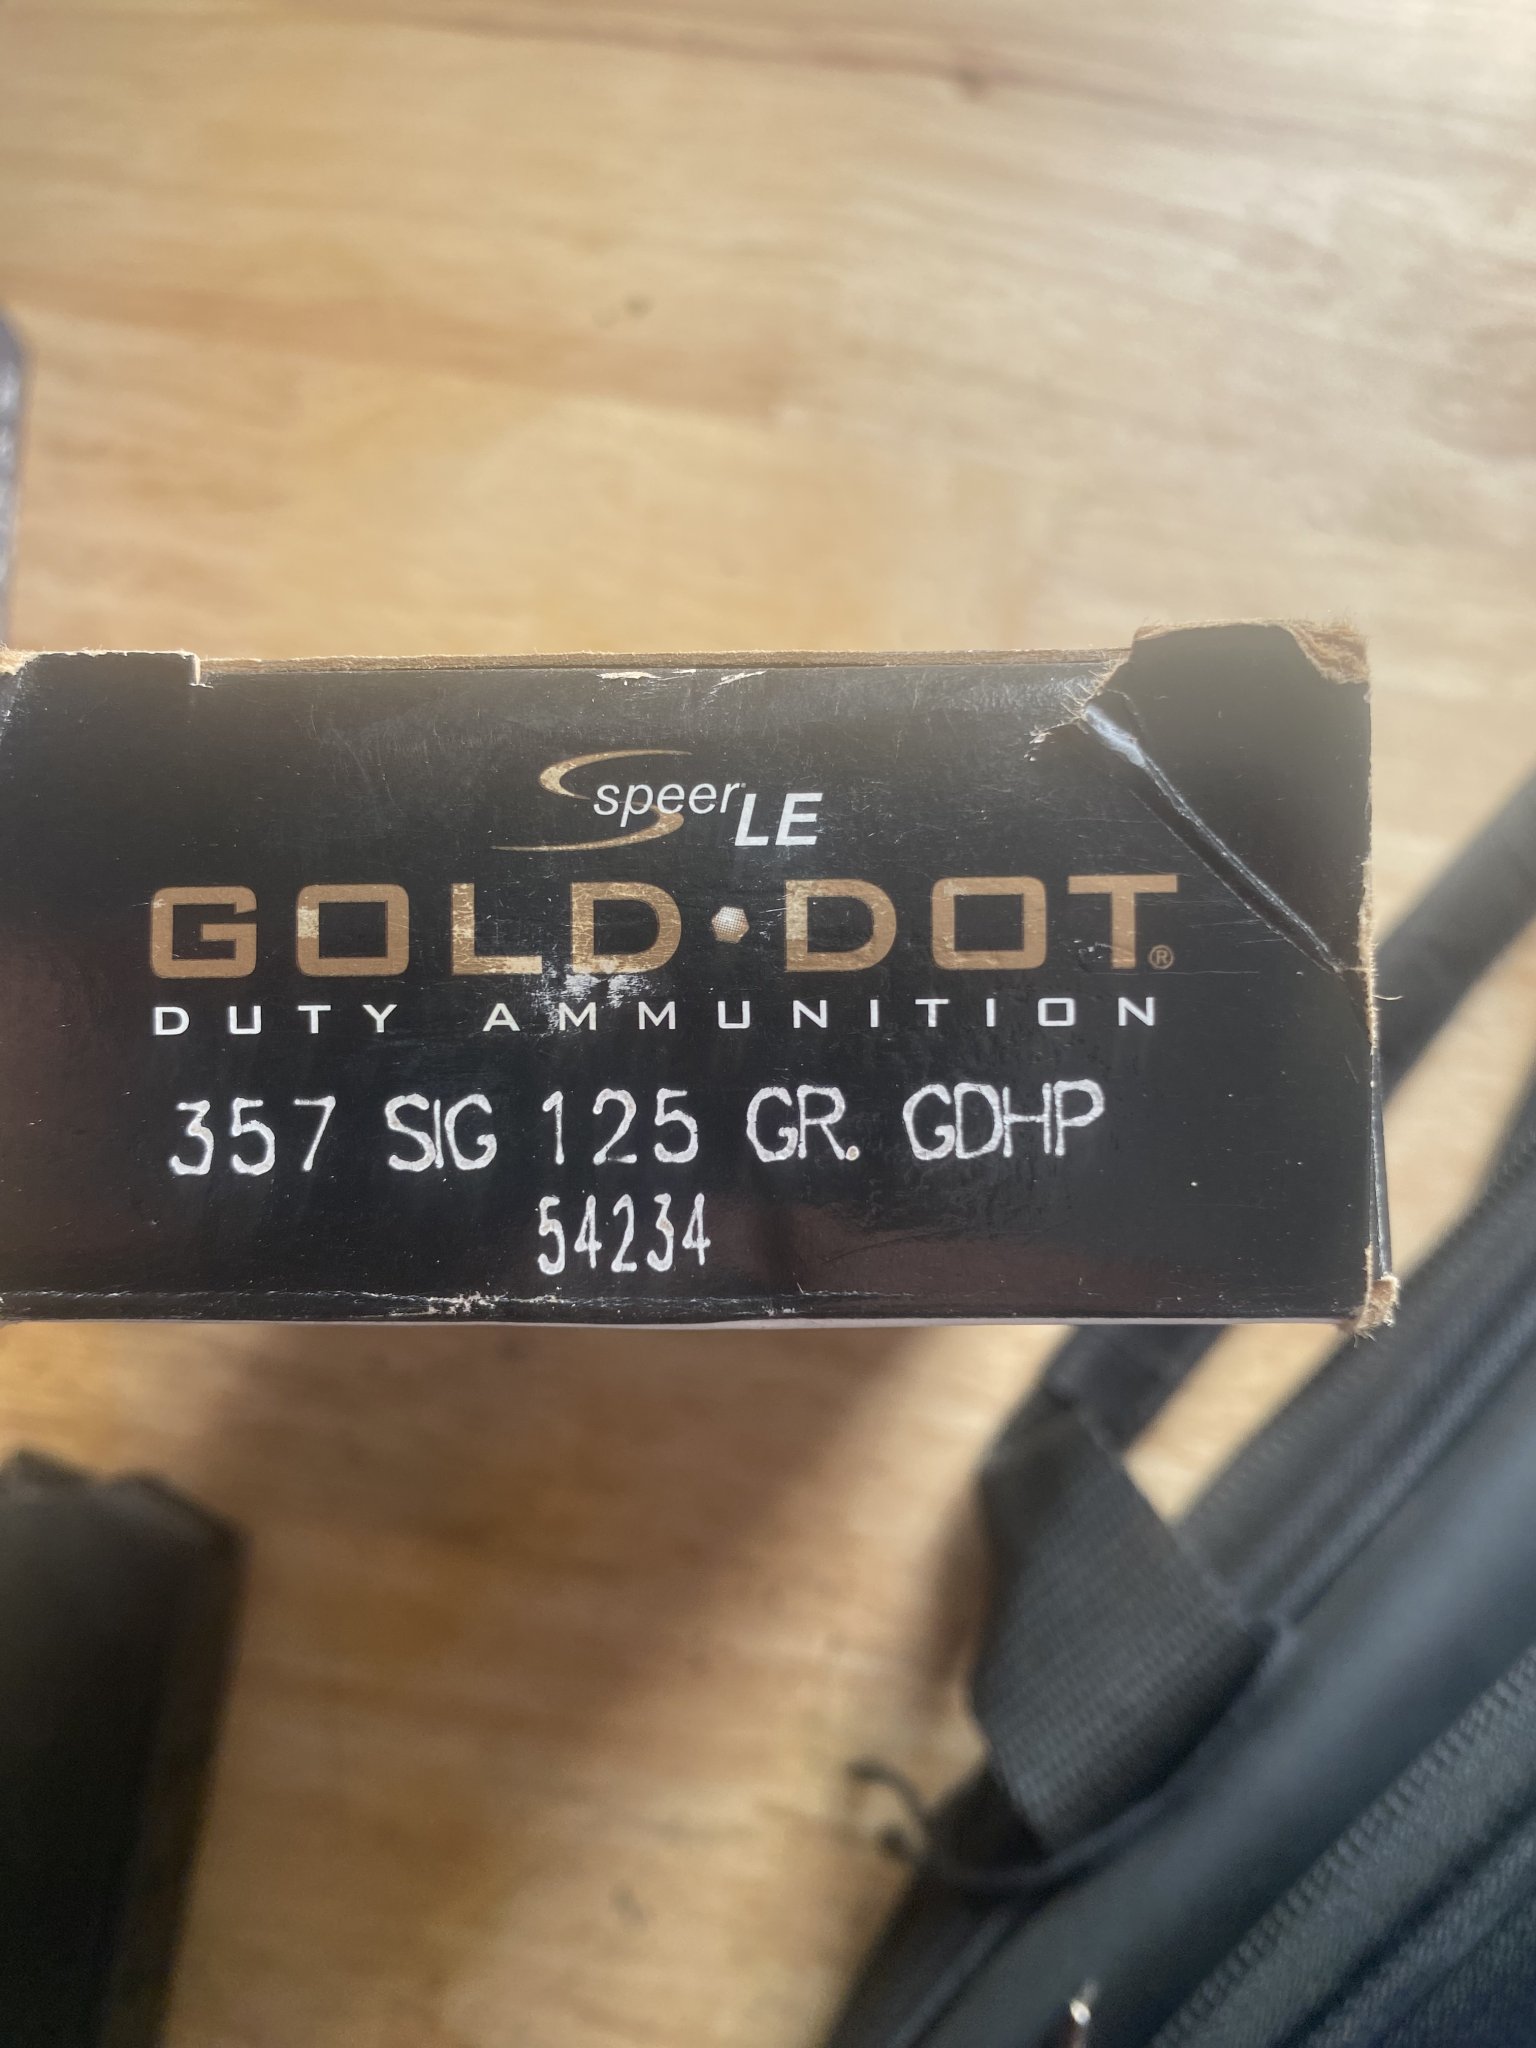 speer LE
GOLD·DOT®
DUTY AMMUNITION
357 SIG 125 GR. GDHP
54234